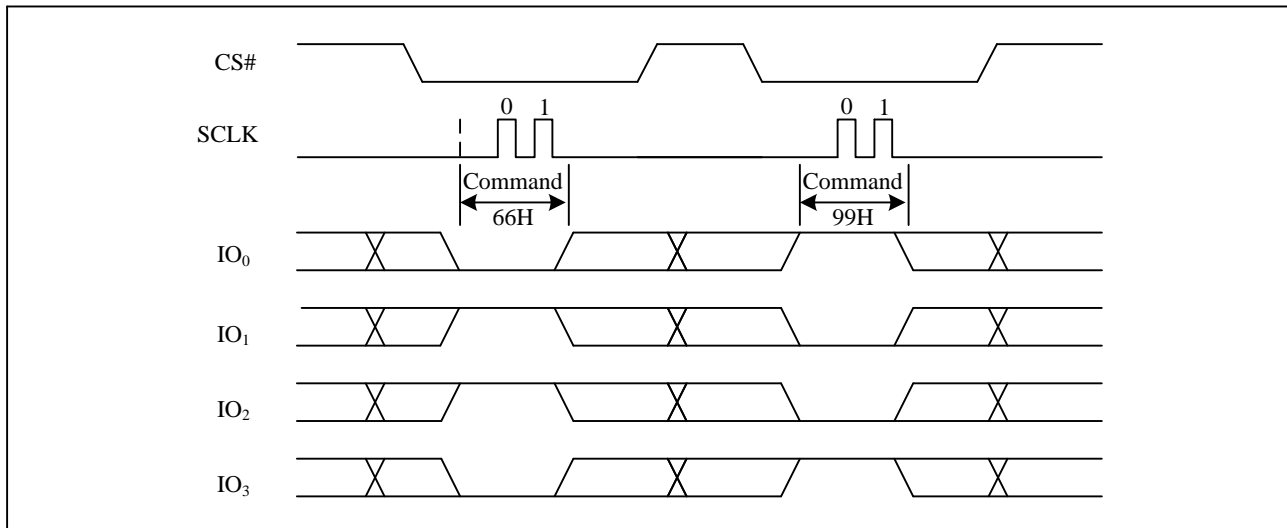 CS#
0 1 0 1
SCLK
Command Command
66H 99H
IO0
IO1
IO2
IO3